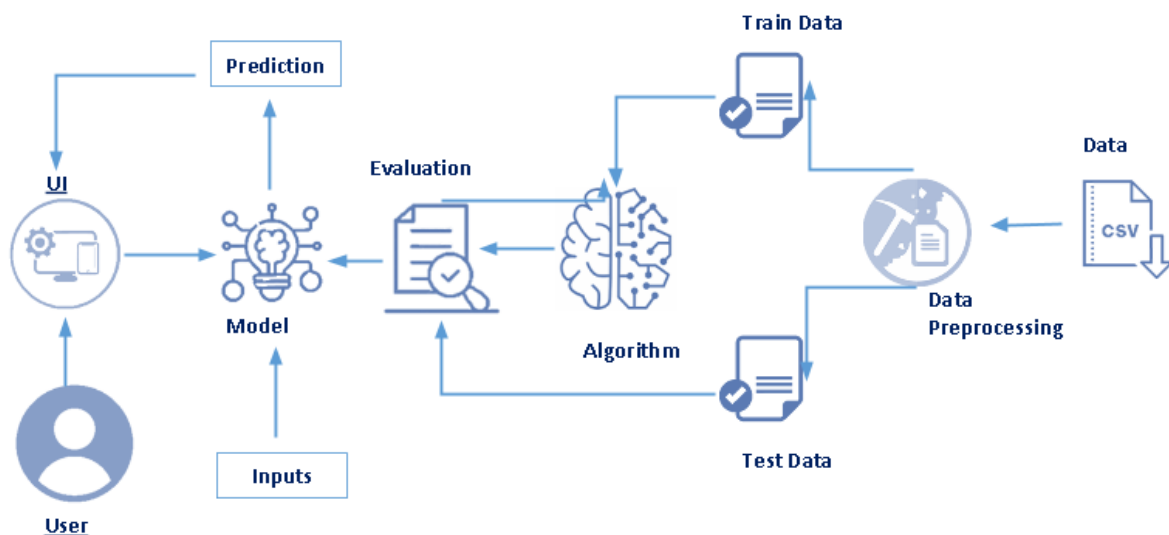 Train Data
Prediction
Data
Evaluation
UI
CSV
Data
Preprocessing
Model
Algorithm
Inputs
Test Data
User